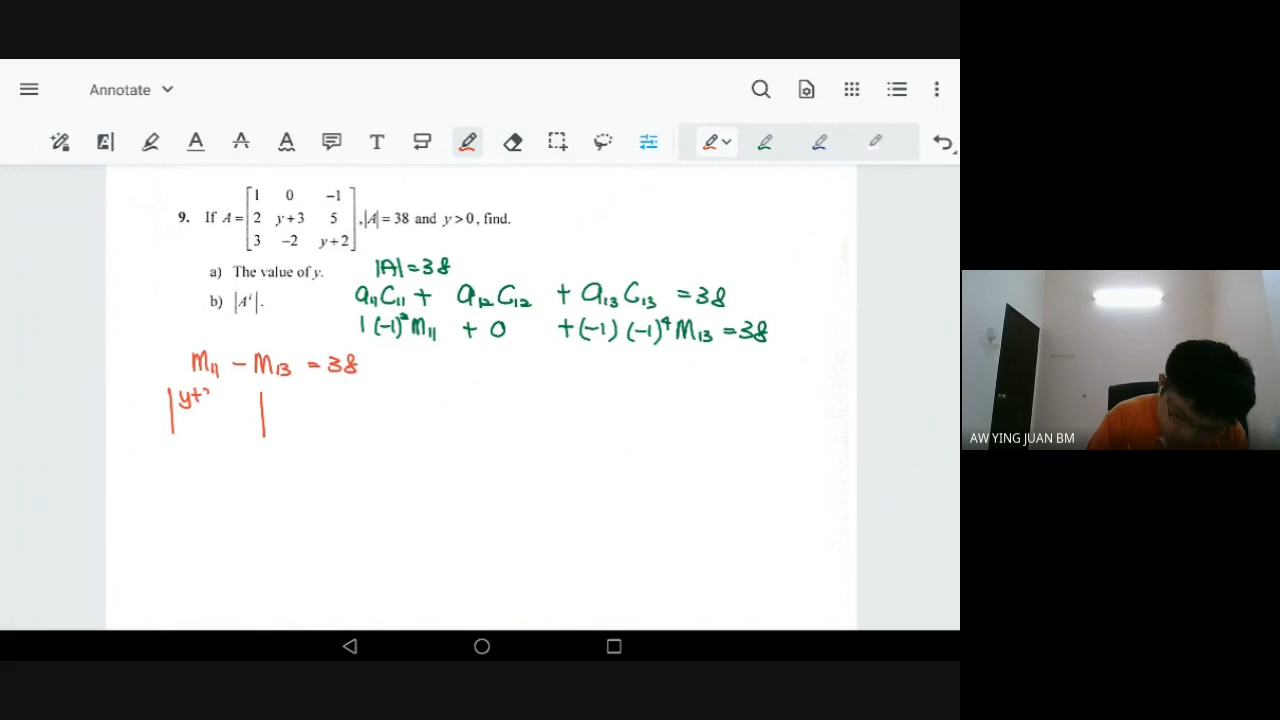 Annotate
9. If A = [1 0 -1; 2 y+3 5; 3 -2 y+2], |A| = 38 and y > 0, find.
a) The value of y.
b) |A^t|.
|A| = 38
a₁₁C₁₁ + a₁₂C₁₂ + a₁₃C₁₃ = 38
1(-1)²M₁₁ + 0 + (-1)(-1)⁴M₁₃ = 38
M₁₁ - M₁₃ = 38
|y+ |
AW YING JUAN BM